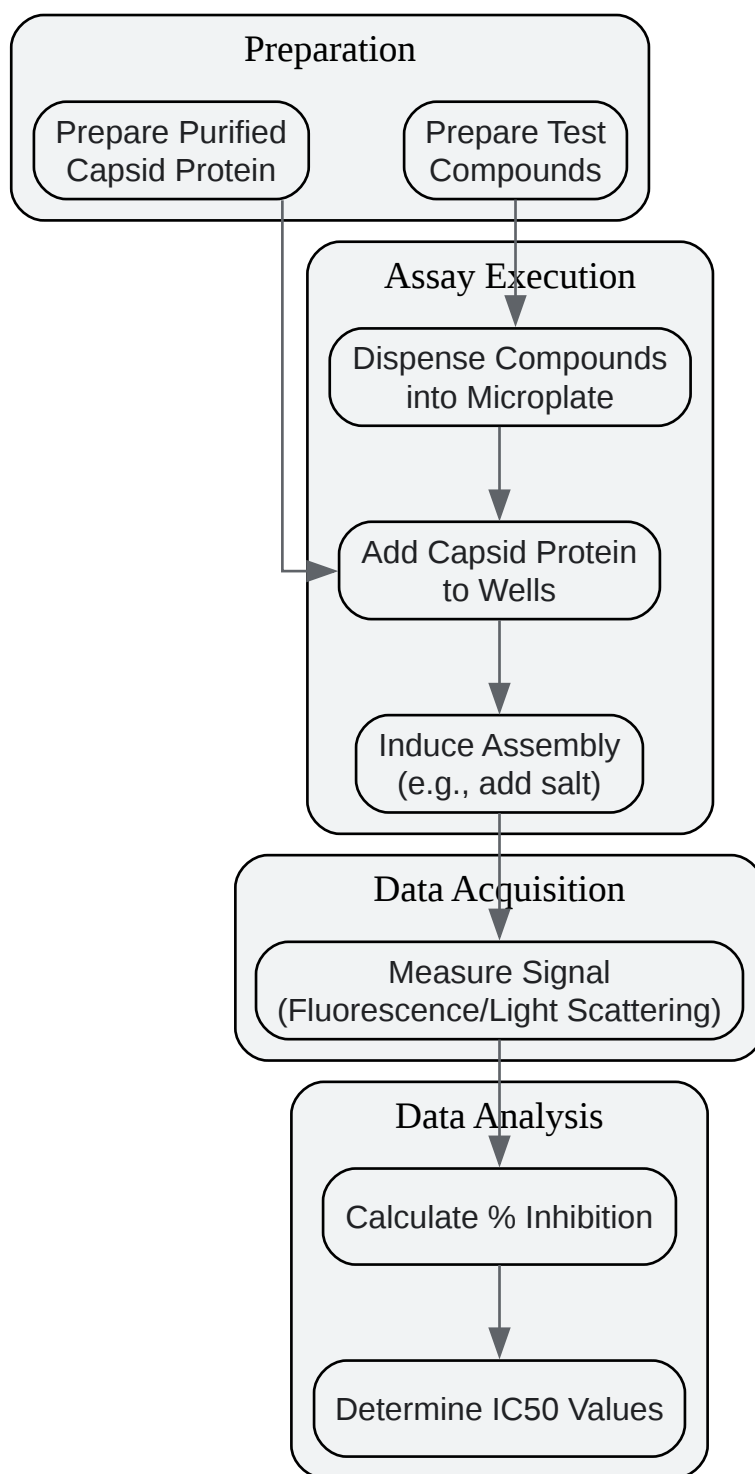 Preparation
Prepare Purified
Capsid Protein
Prepare Test
Compounds
Assay Execution
Dispense Compounds
into Microplate
Add Capsid Protein
to Wells
Induce Assembly
(e.g., add salt)
Data Acquisition
Measure Signal
(Fluorescence/Light Scattering)
Data Analysis
Calculate % Inhibition
Determine IC50 Values